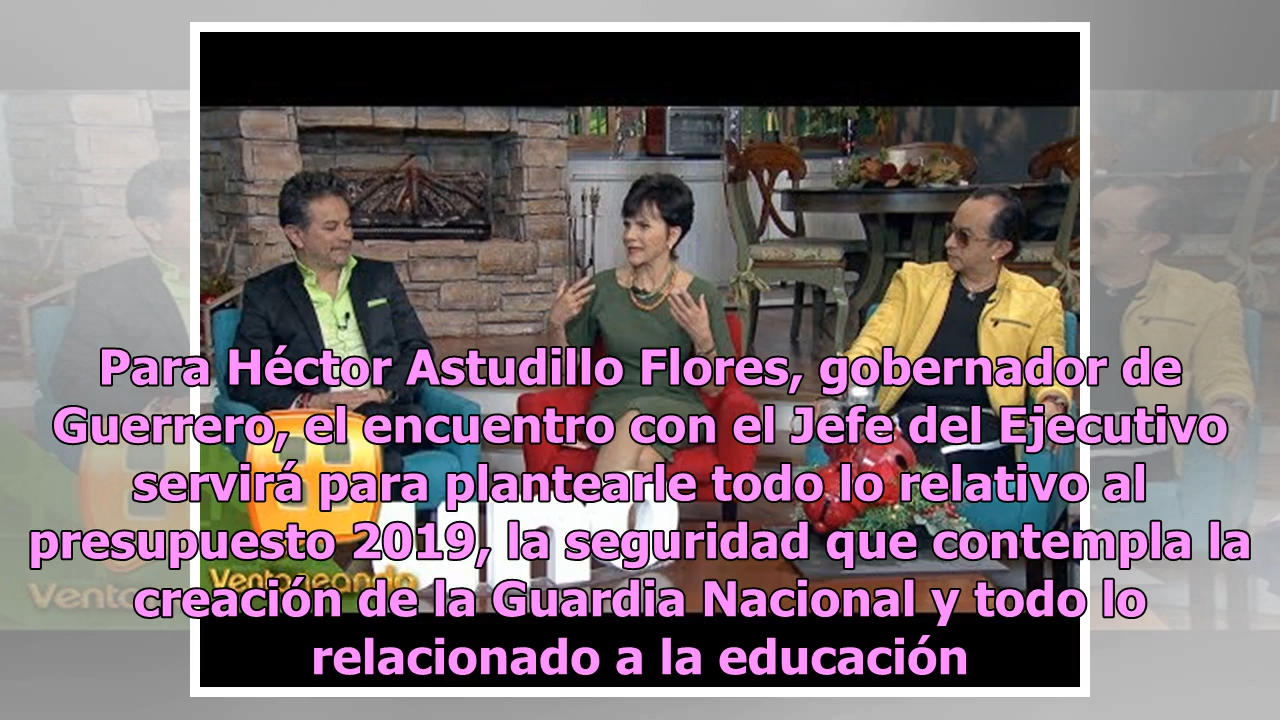 Para Héctor Astudillo Flores, gobernador de
Guerrero, el encuentro con el Jefe del Ejecutivo
servirá para plantearle todo lo relativo al
presupuesto 2019, la seguridad que contempla la
Ventaneando
creación de la Guardia Nacional y todo lo
relacionado a la educación